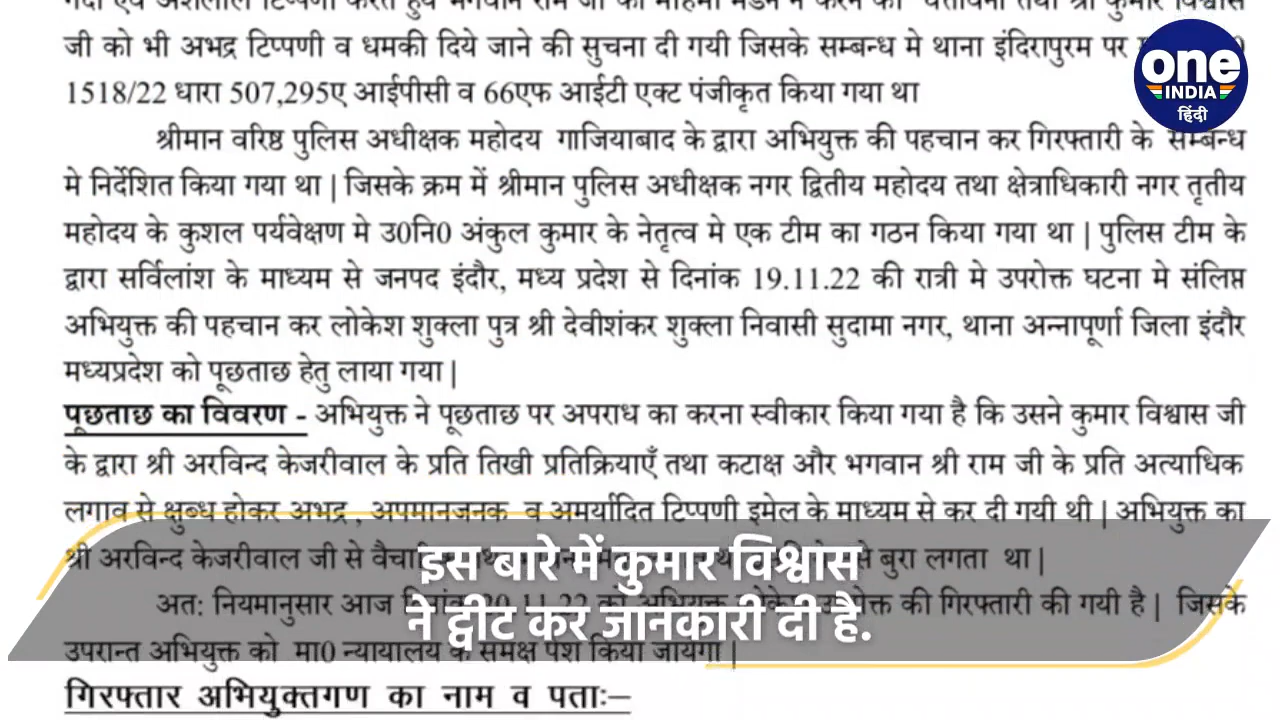 जी को भी अभद्र टिप्पणी व धमकी दिये जाने की सुचना दी गयी जिसके सम्बन्ध मे थाना इंदिरापुरम पर
1518/22 धारा 507,295ए आईपीसी व 66एफ आईटी एक्ट पंजीकृत किया गया था
श्रीमान वरिष्ठ पुलिस अधीक्षक महोदय गाजियाबाद के द्वारा अभियुक्त की पहचान कर गिरफ्तारी के सम्बन्ध
मे निर्देशित किया गया था | जिसके क्रम में श्रीमान पुलिस अधीक्षक नगर द्वितीय महोदय तथा क्षेत्राधिकारी नगर तृतीय
महोदय के कुशल पर्यवेक्षण मे उ0नि0 अंकुल कुमार के नेतृत्व मे एक टीम का गठन किया गया था | पुलिस टीम के
द्वारा सर्विलांश के माध्यम से जनपद इंदौर, मध्य प्रदेश से दिनांक 19.11.22 की रात्री मे उपरोक्त घटना मे संलिप्त
अभियुक्त की पहचान कर लोकेश शुक्ला पुत्र श्री देवीशंकर शुक्ला निवासी सुदामा नगर, थाना अन्नापूर्णा जिला इंदौर
मध्यप्रदेश को पूछताछ हेतु लाया गया |
पूछताछ का विवरण - अभियुक्त ने पूछताछ पर अपराध का करना स्वीकार किया गया है कि उसने कुमार विश्वास जी
के द्वारा श्री अरविन्द केजरीवाल के प्रति तिखी प्रतिक्रियाएँ तथा कटाक्ष और भगवान श्री राम जी के प्रति अत्याधिक
लगाव से क्षुब्ध होकर अभद्र , अपमानजनक व अमर्यादित टिप्पणी इमेल के माध्यम से कर दी गयी थी | अभियुक्त का
श्री अरविन्द केजरीवाल जी से से बुरा लगता था |
अत: नियमानुसार आज की गिरफ्तारी की गयी है | जिसके
उपरान्त अभियुक्त को मा0 न्यायालय के समक्ष पेश किया जायेगा |
गिरफ्तार अभियुक्तगण का नाम व पताः–
one
INDIA
हिंदी
इस बारे में कुमार विश्वास
ने ट्वीट कर जानकारी दी है.